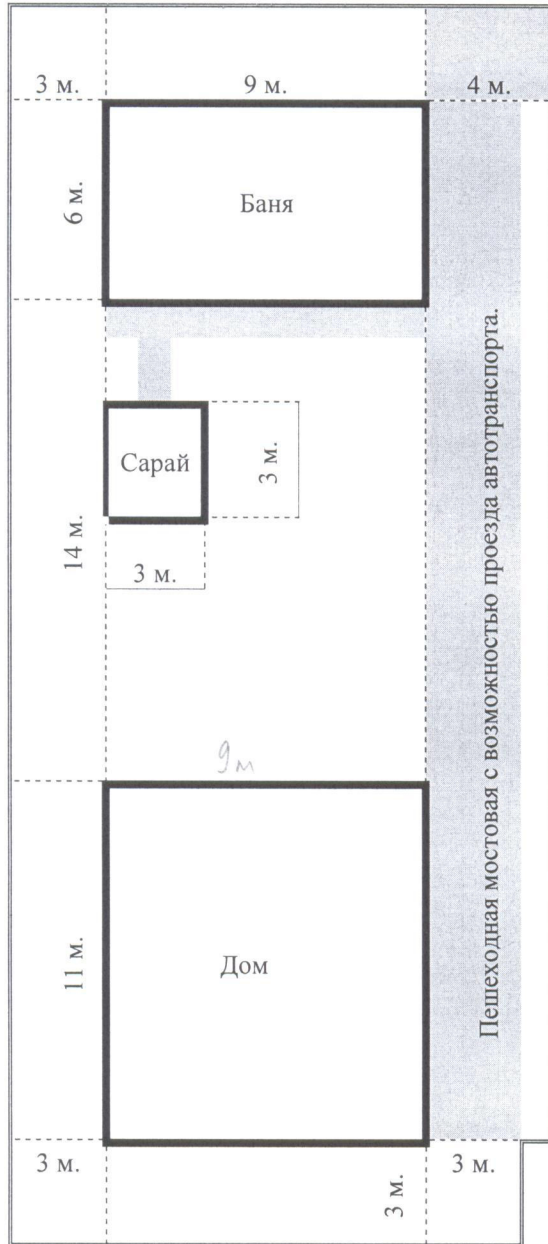 3 м.
9 м.
4 м.
6 м.
Баня
Сарай
3 м.
3 м.
14 м.
Пешеходная мостовая с возможностью проезда автотранспорта.
9 м
11 м.
Дом
3 м.
3 м.
3 м.